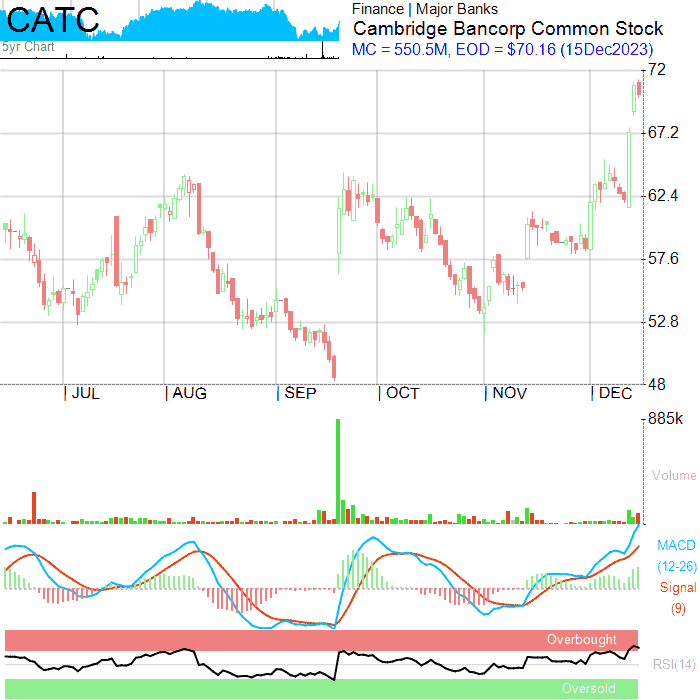 CATC
5yr Chart
Finance | Major Banks
Cambridge Bancorp Common Stock
MC = 550.5M, EOD = $70.16 (15Dec2023)
72
67.2
62.4
57.6
52.8
48
JUL
AUG
SEP
OCT
NOV
DEC
885k
Volume
MACD
(12-26)
Signal
(9)
Overbought
RSI(14)
Oversold